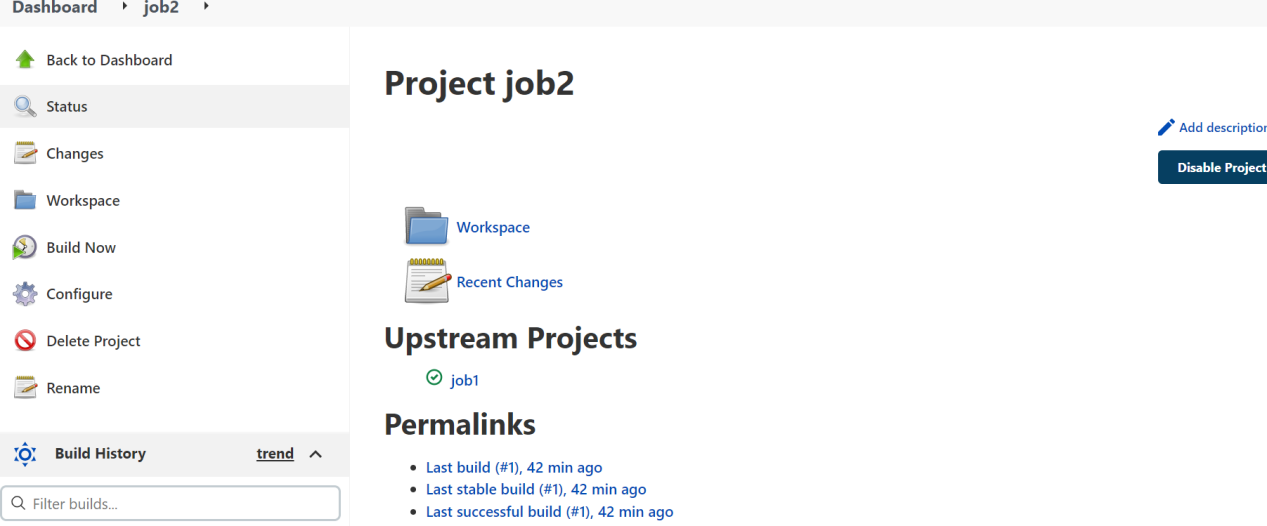 Dashboard job2
Back to Dashboard
Status
Changes
Workspace
Build Now
Configure
Delete Project
Rename
Build History trend
Filter builds...
Project job2
Add description
Disable Project
Workspace
Recent Changes
Upstream Projects
job1
Permalinks
Last build (#1), 42 min ago
Last stable build (#1), 42 min ago
Last successful build (#1), 42 min ago